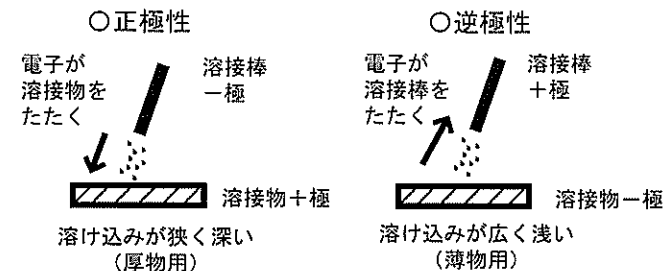 ○正極性
電子が
溶接物を
たたく
溶接棒
−極
溶接物+極
溶け込みが狭く深い
(厚物用)
○逆極性
電子が
溶接棒を
たたく
溶接棒
+極
溶接物−極
溶け込みが広く浅い
(薄物用)